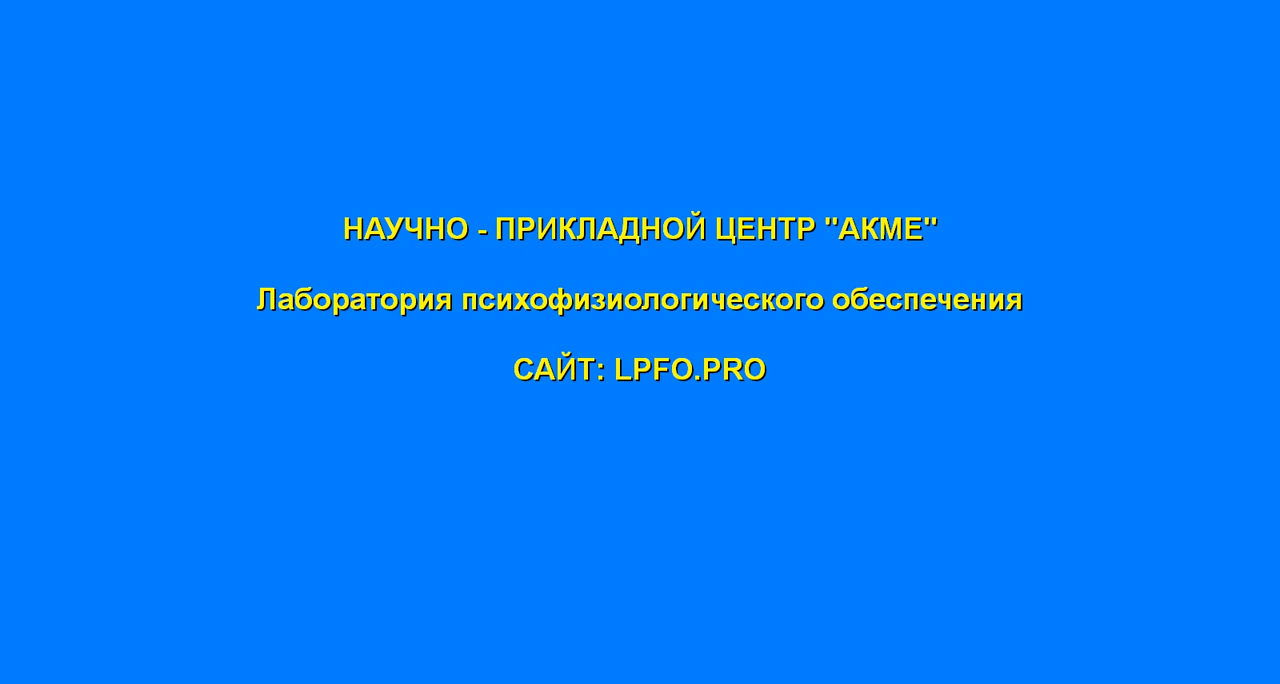 НАУЧНО - ПРИКЛАДНОЙ ЦЕНТР "АКМЕ"
Лаборатория психофизиологического обеспечения
САЙТ: LPFO.PRO